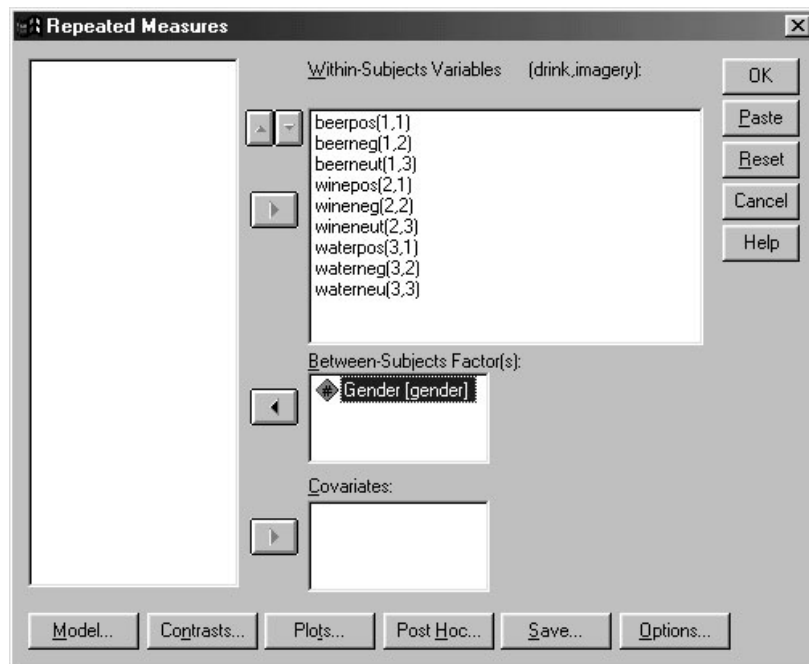 Repeated Measures
Within-Subjects Variables (drink,imagery):
beerpos(1,1)
beerneg(1,2)
beerneut(1,3)
winepos(2,1)
wineneg(2,2)
wineneut(2,3)
waterpos(3,1)
waterneg(3,2)
waterneu(3,3)
OK
Paste
Reset
Cancel
Help
Between-Subjects Factor(s):
# Gender [gender]
Covariates:
Model... Contrasts... Plots... Post Hoc... Save... Options...